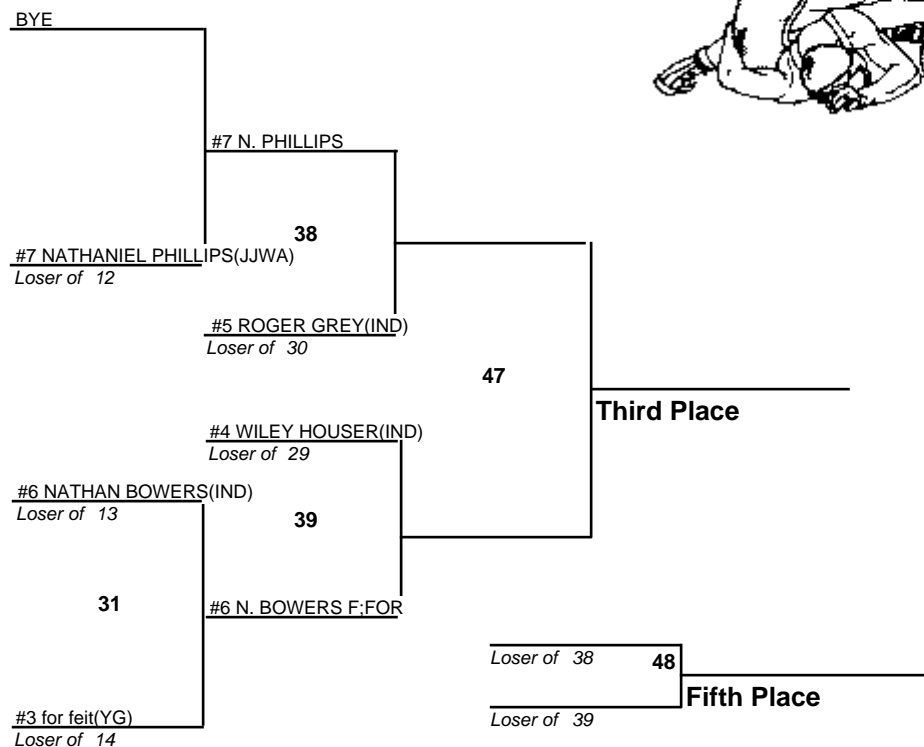 BYE
#7 N. PHILLIPS
38
#7 NATHANIEL PHILLIPS(JJWA)
Loser of 12
#5 ROGER GREY(IND)
Loser of 30
47
Third Place
#4 WILEY HOUSER(IND)
Loser of 29
#6 NATHAN BOWERS(IND)
Loser of 13
39
31
#6 N. BOWERS F;FOR
Loser of 38
48
Fifth Place
#3 for feit(YG)
Loser of 14
Loser of 39